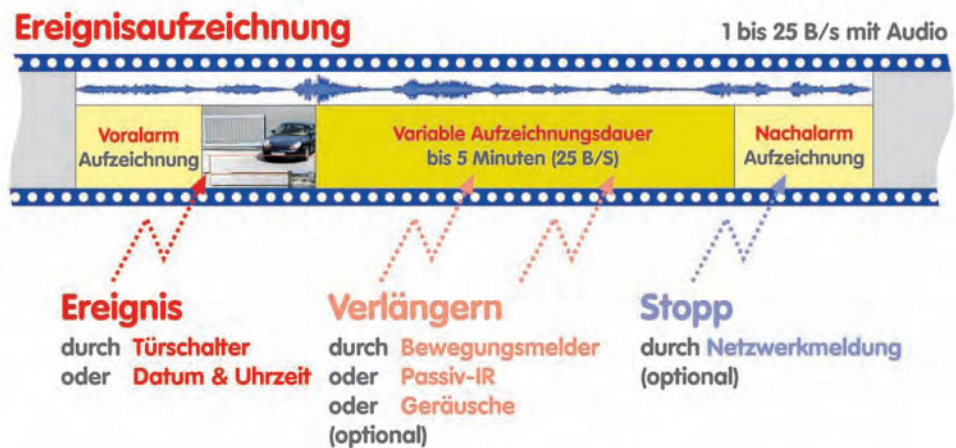 Ereignisaufzeichnung
1 bis 25 B/s mit Audio
Voralarm
Aufzeichnung
Variable Aufzeichnungsdauer
bis 5 Minuten (25 B/S)
Nachalarm
Aufzeichnung
Ereignis
durch Türschalter
oder Datum & Uhrzeit
Verlängern
durch Bewegungsmelder
oder Passiv-IR
oder Geräusche
(optional)
Stopp
durch Netzwerkmeldung
(optional)